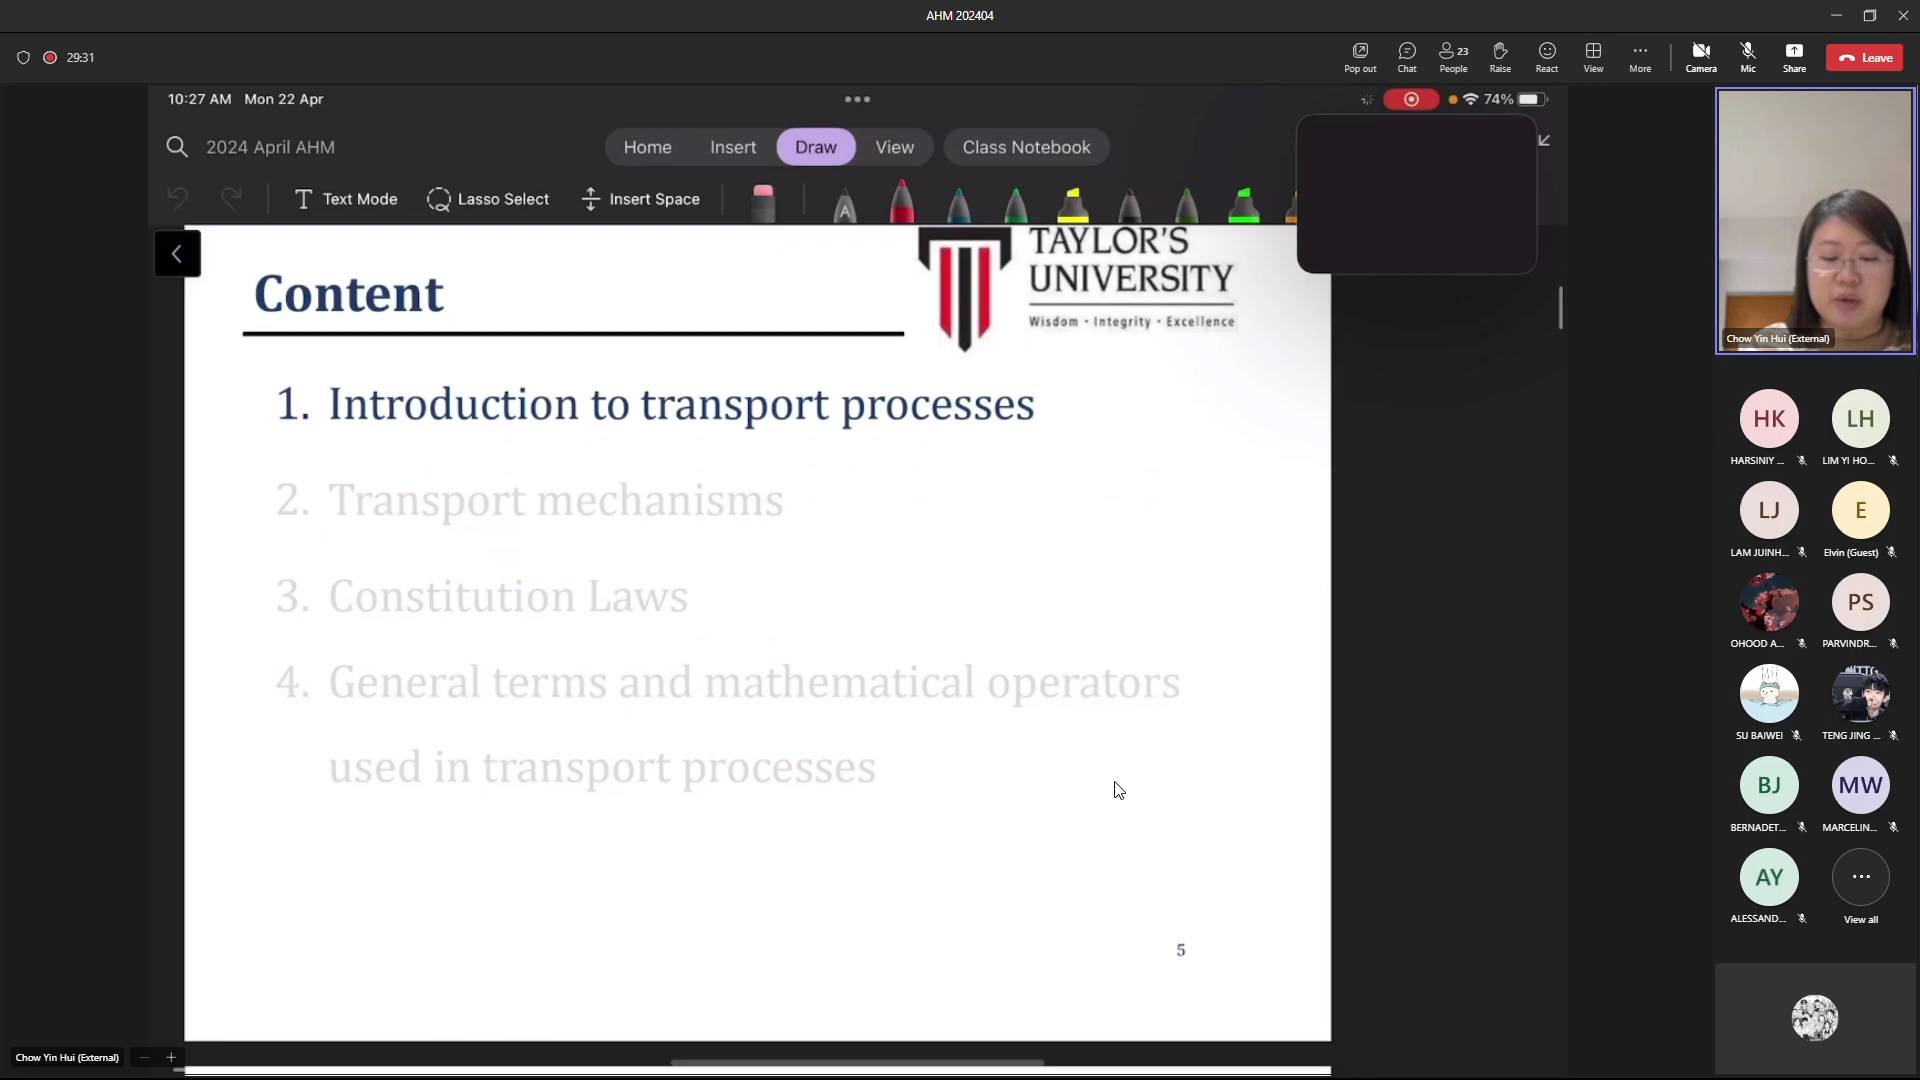 AHM 202404
29:31
Pop out
Chat
23
People
Raise
React
View
More
Camera
Mic
Share
Leave
10:27 AM Mon 22 Apr
74%
2024 April AHM
Home
Insert
Draw
View
Class Notebook
Text Mode
Lasso Select
Insert Space
A
TAYLOR'S
UNIVERSITY
Wisdom · Integrity · Excellence
Content
1. Introduction to transport processes
2. Transport mechanisms
3. Constitution Laws
4. General terms and mathematical operators
used in transport processes
5
Chow Yin Hui (External)
HK
LH
HARSINIY ...
LIM YI HO...
LJ
E
LAM JUINH...
Elvin (Guest)
PS
OHOOD A...
PARVINDR...
SU BAIWEI
TENG JING ...
BJ
MW
BERNADET...
MARCELIN...
AY
ALESSAND...
View all
Chow Yin Hui (External)